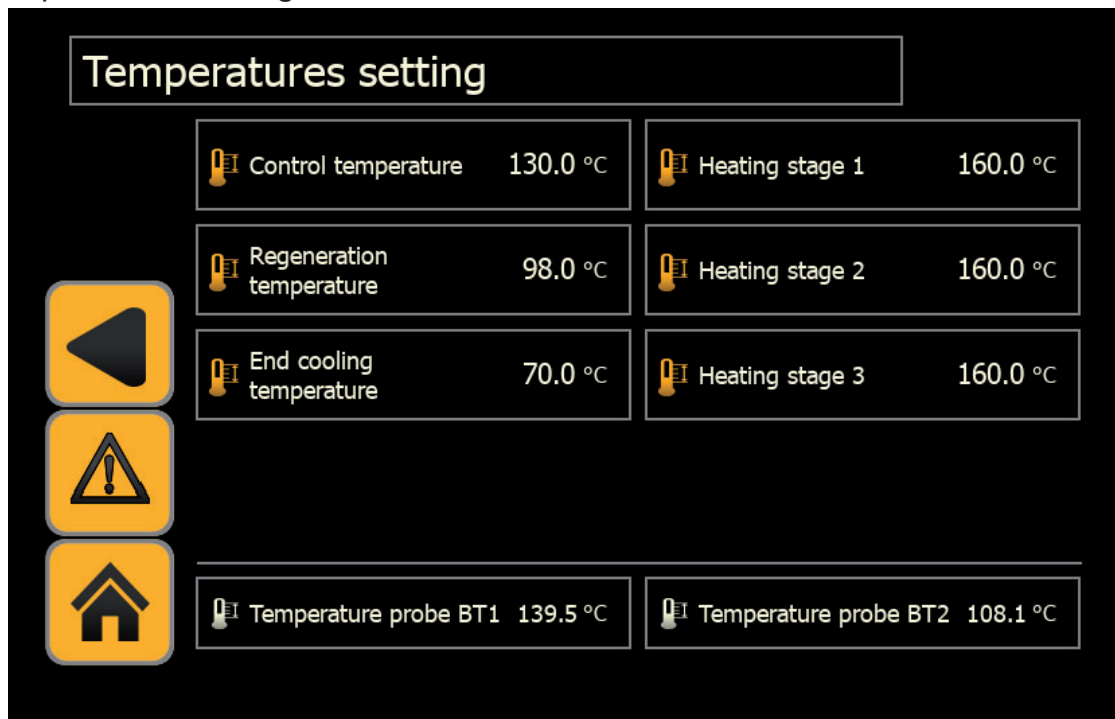 Temperatures setting
Control temperature 130.0 °C
Heating stage 1 160.0 °C
Regeneration
temperature 98.0 °C
Heating stage 2 160.0 °C
End cooling
temperature 70.0 °C
Heating stage 3 160.0 °C
Temperature probe BT1 139.5 °C
Temperature probe BT2 108.1 °C